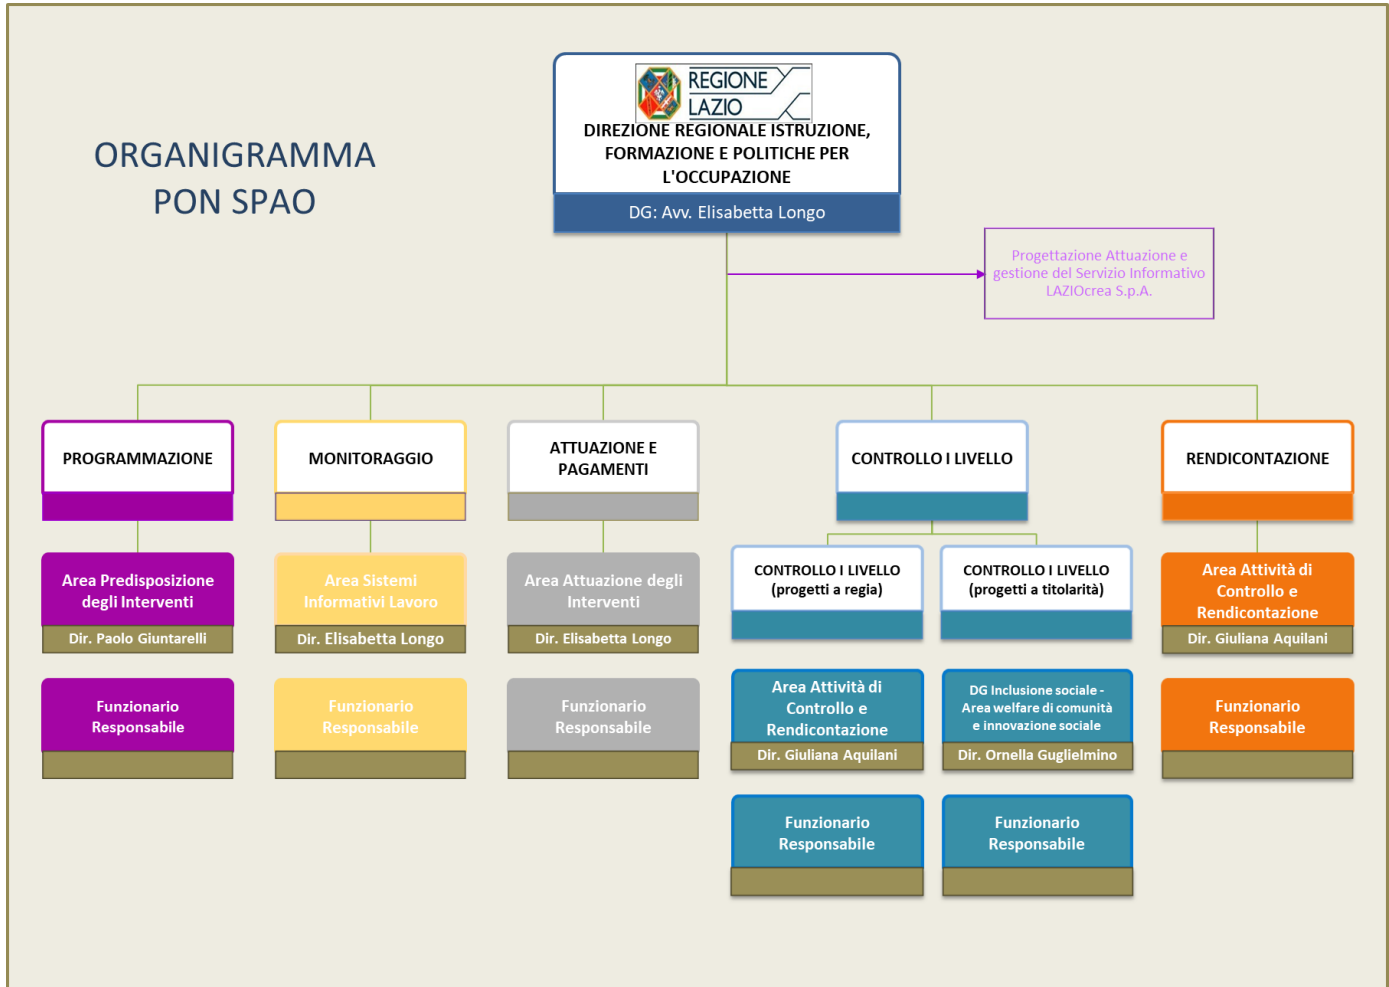 ORGANIGRAMMA
PON SPAO
REGIONE
LAZIO
DIREZIONE REGIONALE ISTRUZIONE,
FORMAZIONE E POLITICHE PER
L'OCCUPAZIONE
DG: Avv. Elisabetta Longo
Progettazione Attuazione e
gestione del Servizio Informativo
LAZIOcrea S.p.A.
PROGRAMMAZIONE
Area Predisposizione
degli Interventi
Dir. Paolo Giuntarelli
Funzionario
Responsabile
MONITORAGGIO
Area Sistemi
Informativi Lavoro
Dir. Elisabetta Longo
Funzionario
Responsabile
ATTUAZIONE E
PAGAMENTI
Area Attuazione degli
Interventi
Dir. Elisabetta Longo
Funzionario
Responsabile
CONTROLLO I LIVELLO
CONTROLLO I LIVELLO
(progetti a regia)
Area Attività di
Controllo e
Rendicontazione
Dir. Giuliana Aquilani
Funzionario
Responsabile
CONTROLLO I LIVELLO
(progetti a titolarità)
DG Inclusione sociale -
Area welfare di comunità
e innovazione sociale
Dir. Ornella Guglielmino
Funzionario
Responsabile
RENDICONTAZIONE
Area Attività di
Controllo e
Rendicontazione
Dir. Giuliana Aquilani
Funzionario
Responsabile